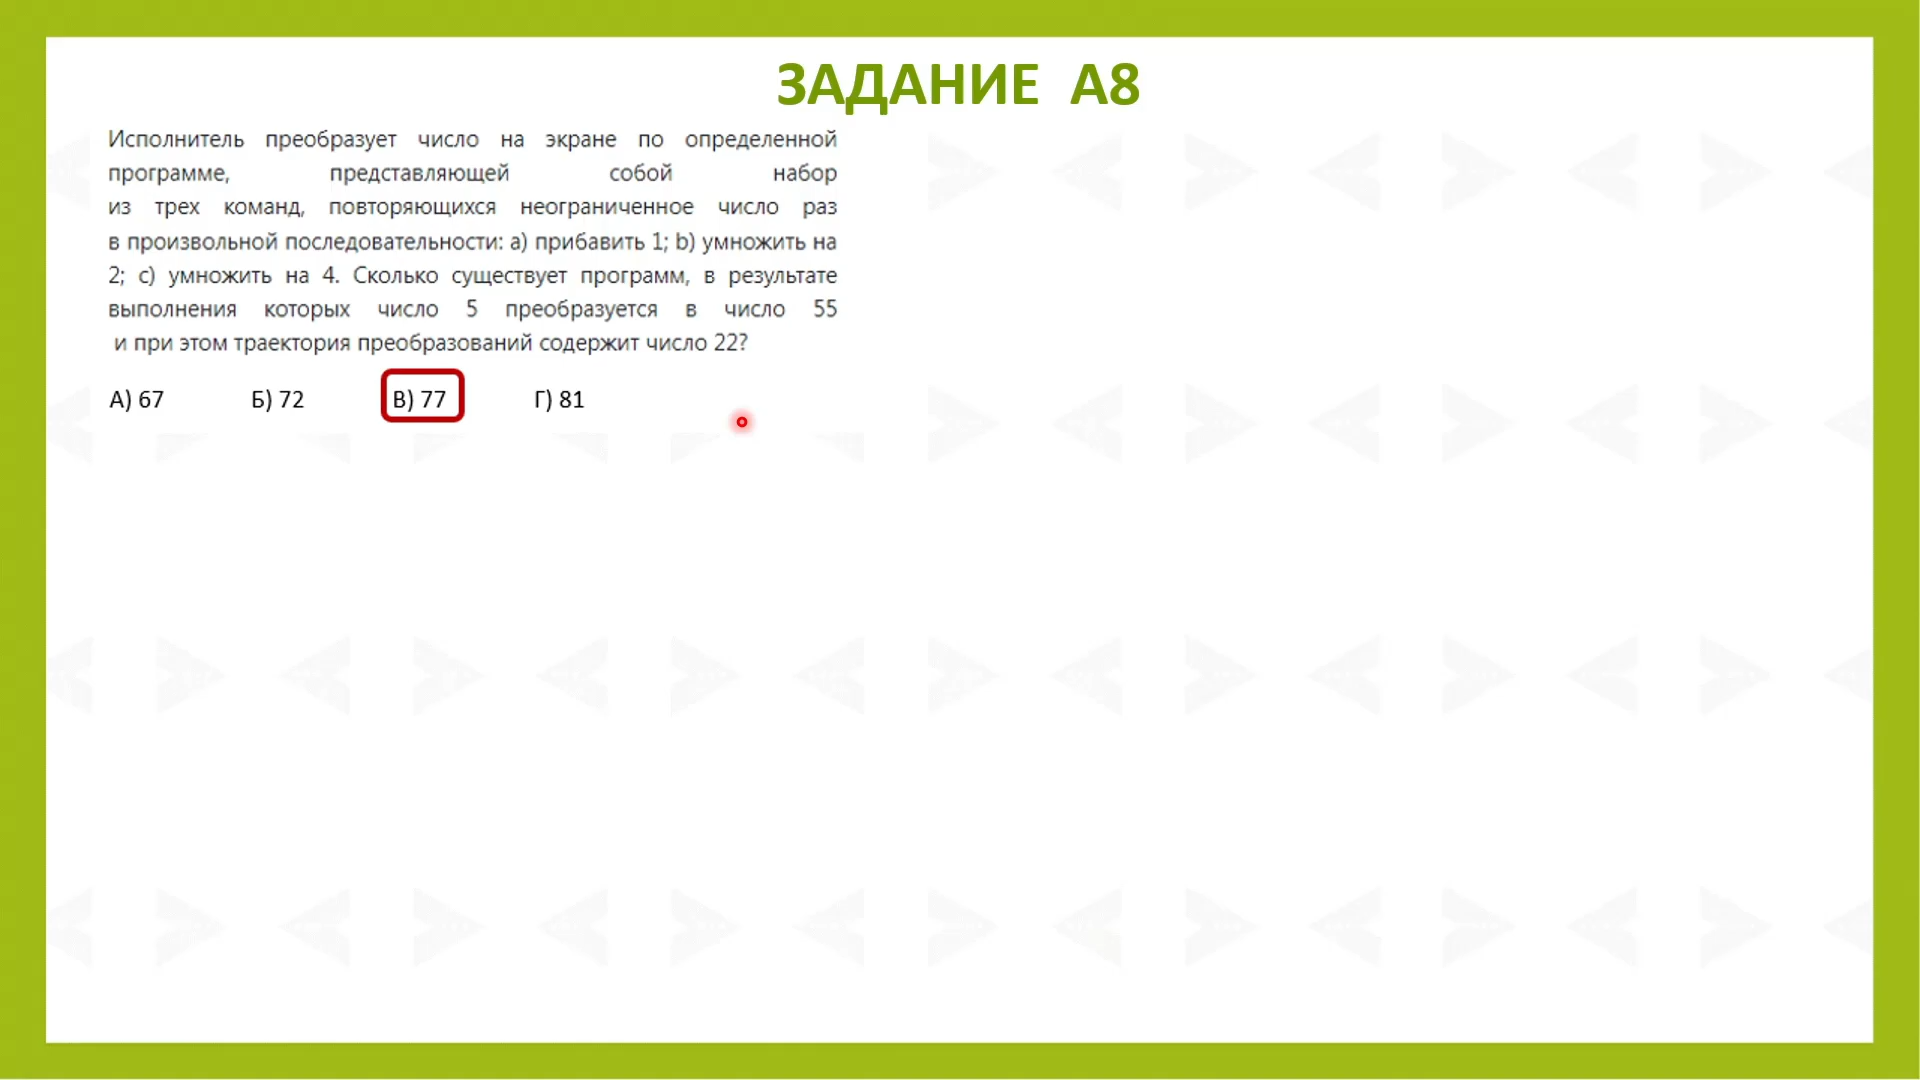 ЗАДАНИЕ А8
Исполнитель преобразует число на экране по определенной
программе, представляющей собой набор
из трех команд, повторяющихся неограниченное число раз
в произвольной последовательности: a) прибавить 1; b) умножить на
2; c) умножить на 4. Сколько существует программ, в результате
выполнения которых число 5 преобразуется в число 55
и при этом траектория преобразований содержит число 22?
А) 67 Б) 72 В) 77 Г) 81